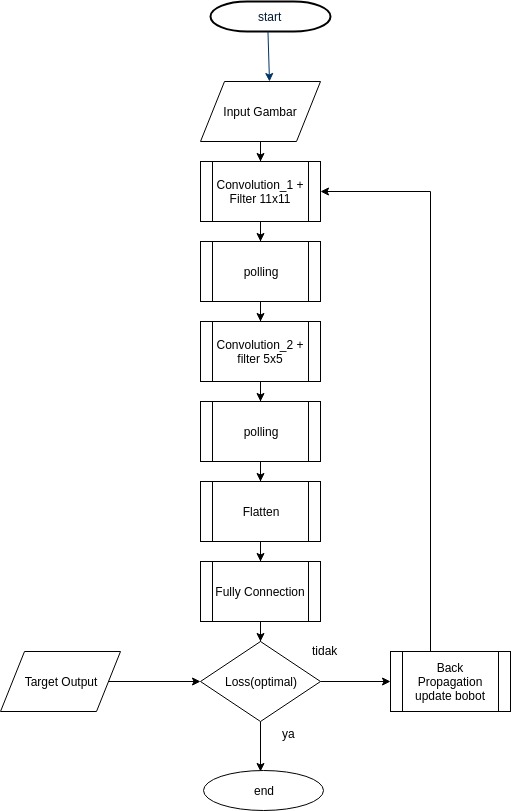 start
Input Gambar
Convolution_1 +
Filter 11x11
polling
Convolution_2 +
filter 5x5
polling
Flatten
Fully Connection
tidak
Target Output
Loss(optimal)
Back
Propagation
update bobot
ya
end